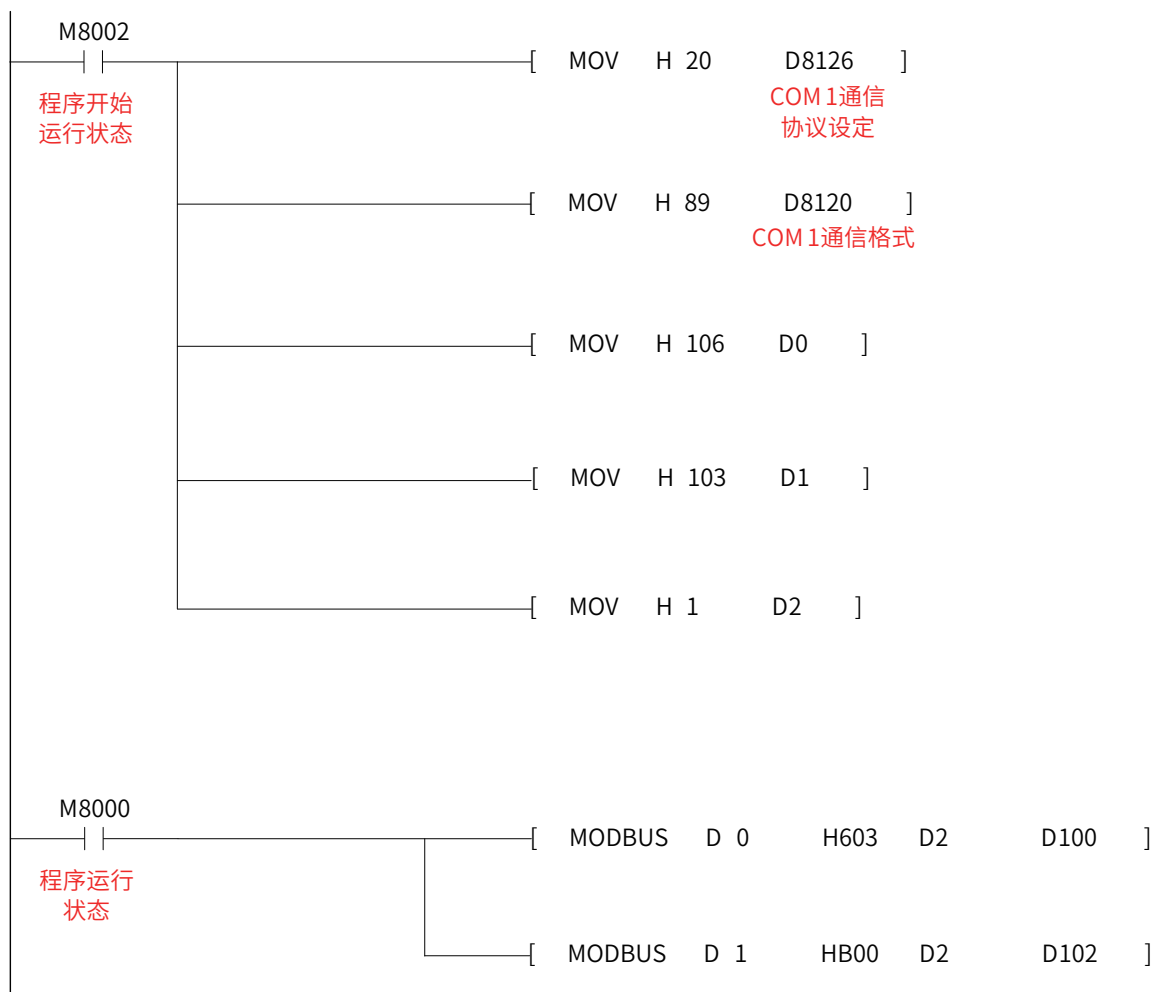 M8002
[ MOV H 20 D8126 ]
程序开始
运行状态
COM 1通信
协议设定
[ MOV H 89 D8120 ]
COM 1通信格式
[ MOV H 106 D0 ]
[ MOV H 103 D1 ]
[ MOV H 1 D2 ]
M8000
[ MODBUS D 0 H603 D2 D100 ]
程序运行
状态
[ MODBUS D 1 HB00 D2 D102 ]